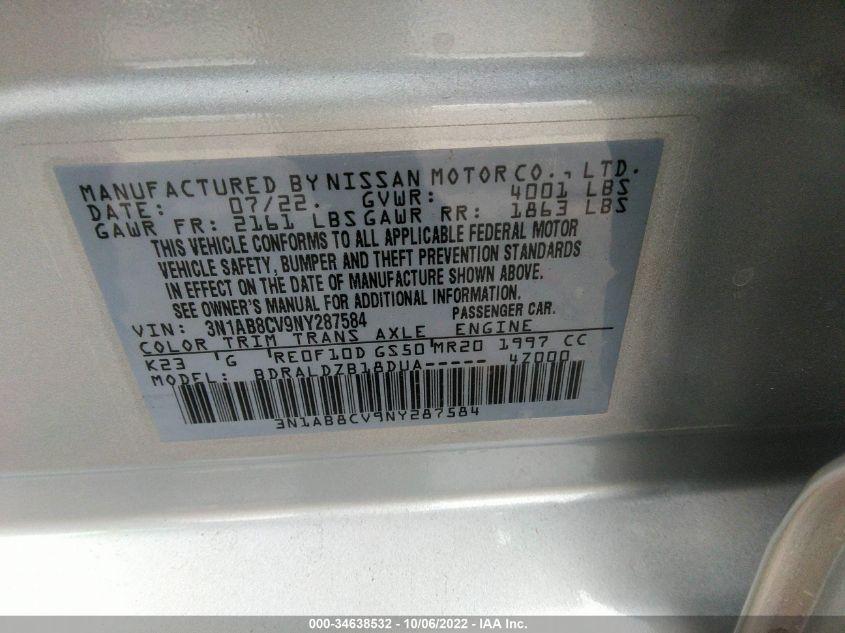 MANUFACTURED BY NISSAN MOTOR CO., LTD.
DATE: 07/22. GVWR: 4001 LBS
GAWR FR: 2161 LBS GAWR RR: 1863 LBS
THIS VEHICLE CONFORMS TO ALL APPLICABLE FEDERAL MOTOR
VEHICLE SAFETY, BUMPER AND THEFT PREVENTION STANDARDS
IN EFFECT ON THE DATE OF MANUFACTURE SHOWN ABOVE.
SEE OWNER'S MANUAL FOR ADDITIONAL INFORMATION.
VIN: 3N1AB8CV9NY287584 PASSENGER CAR.
COLOR TRIM TRANS AXLE ENGINE
K23 G RE0F10D GS50 MR20 1997 CC
MODEL: BDRALDZB18DUA----- 4Z000
3N1AB8CV9NY287584
000-34638532 - 10/06/2022 - IAA Inc.